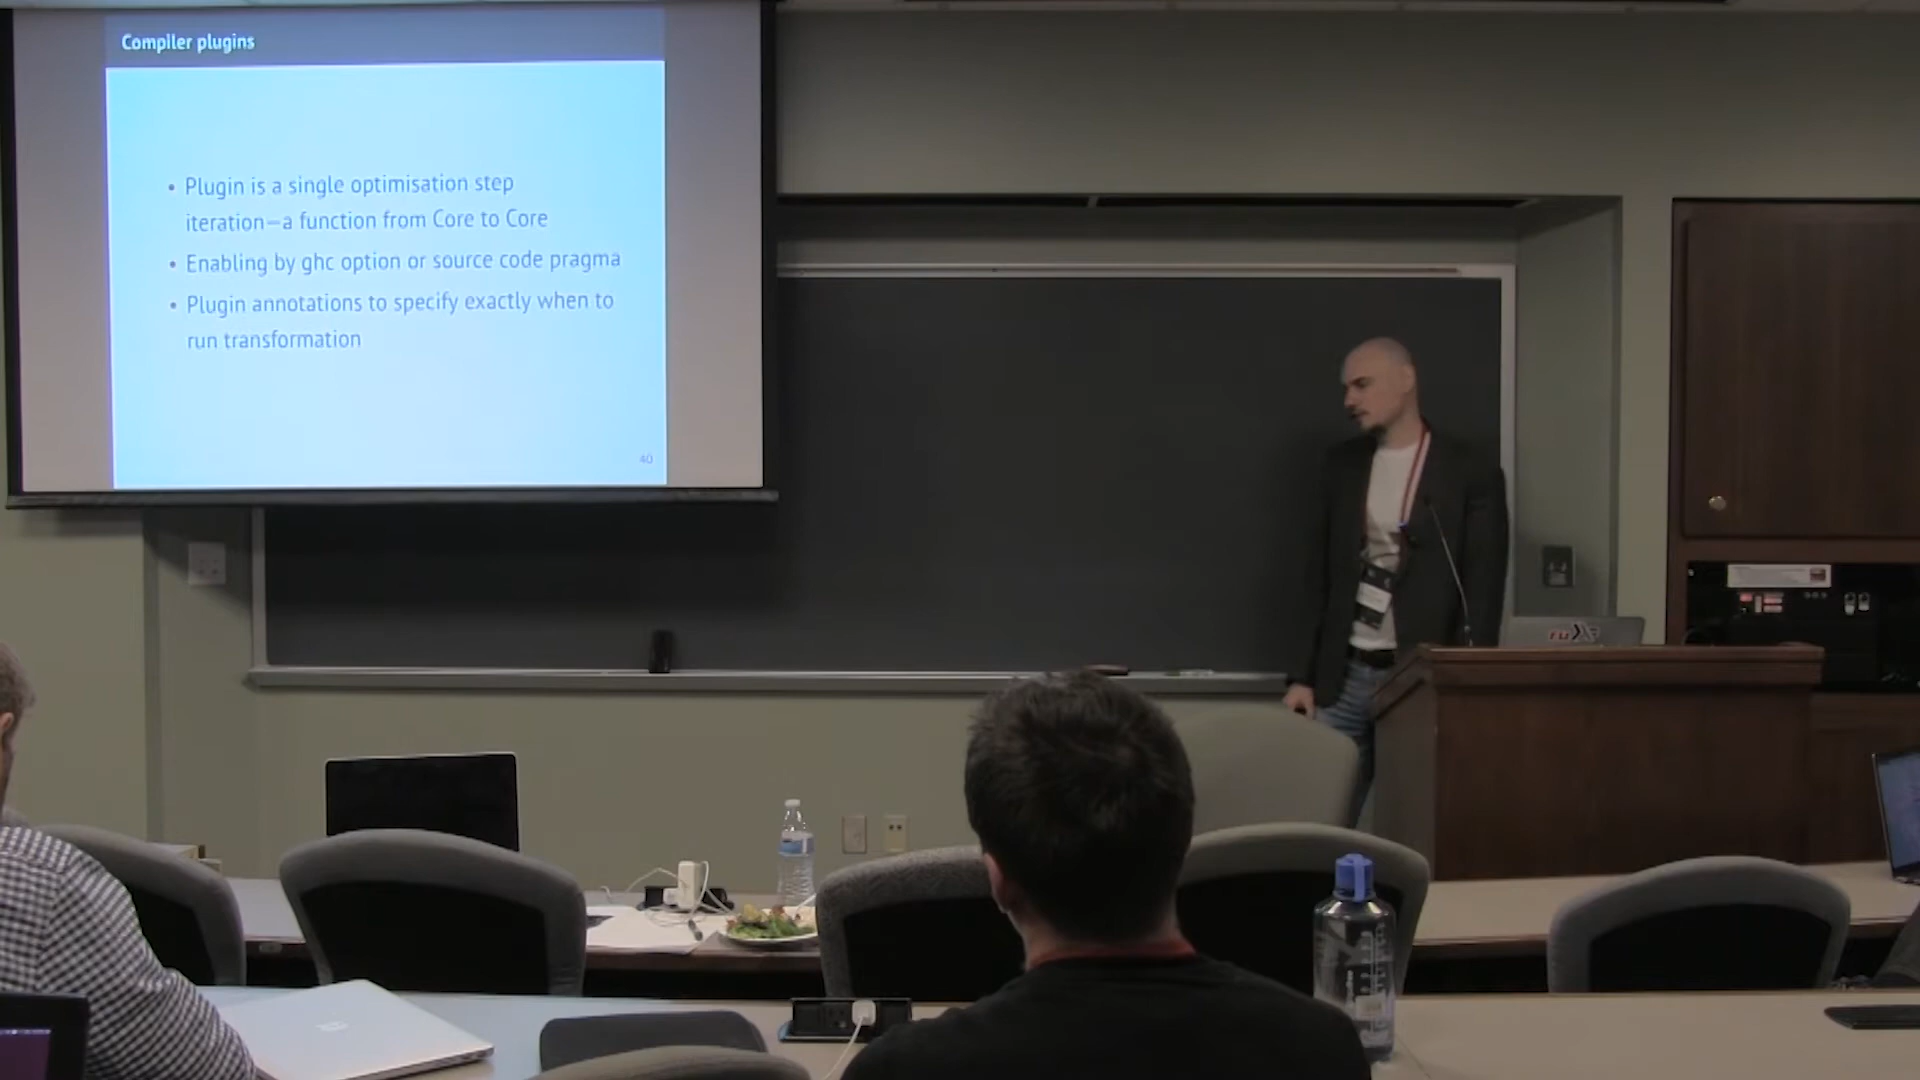 Compiler plugins
• Plugin is a single optimisation step
iteration—a function from Core to Core
• Enabling by ghc option or source code pragma
• Plugin annotations to specify exactly when to
run transformation
40